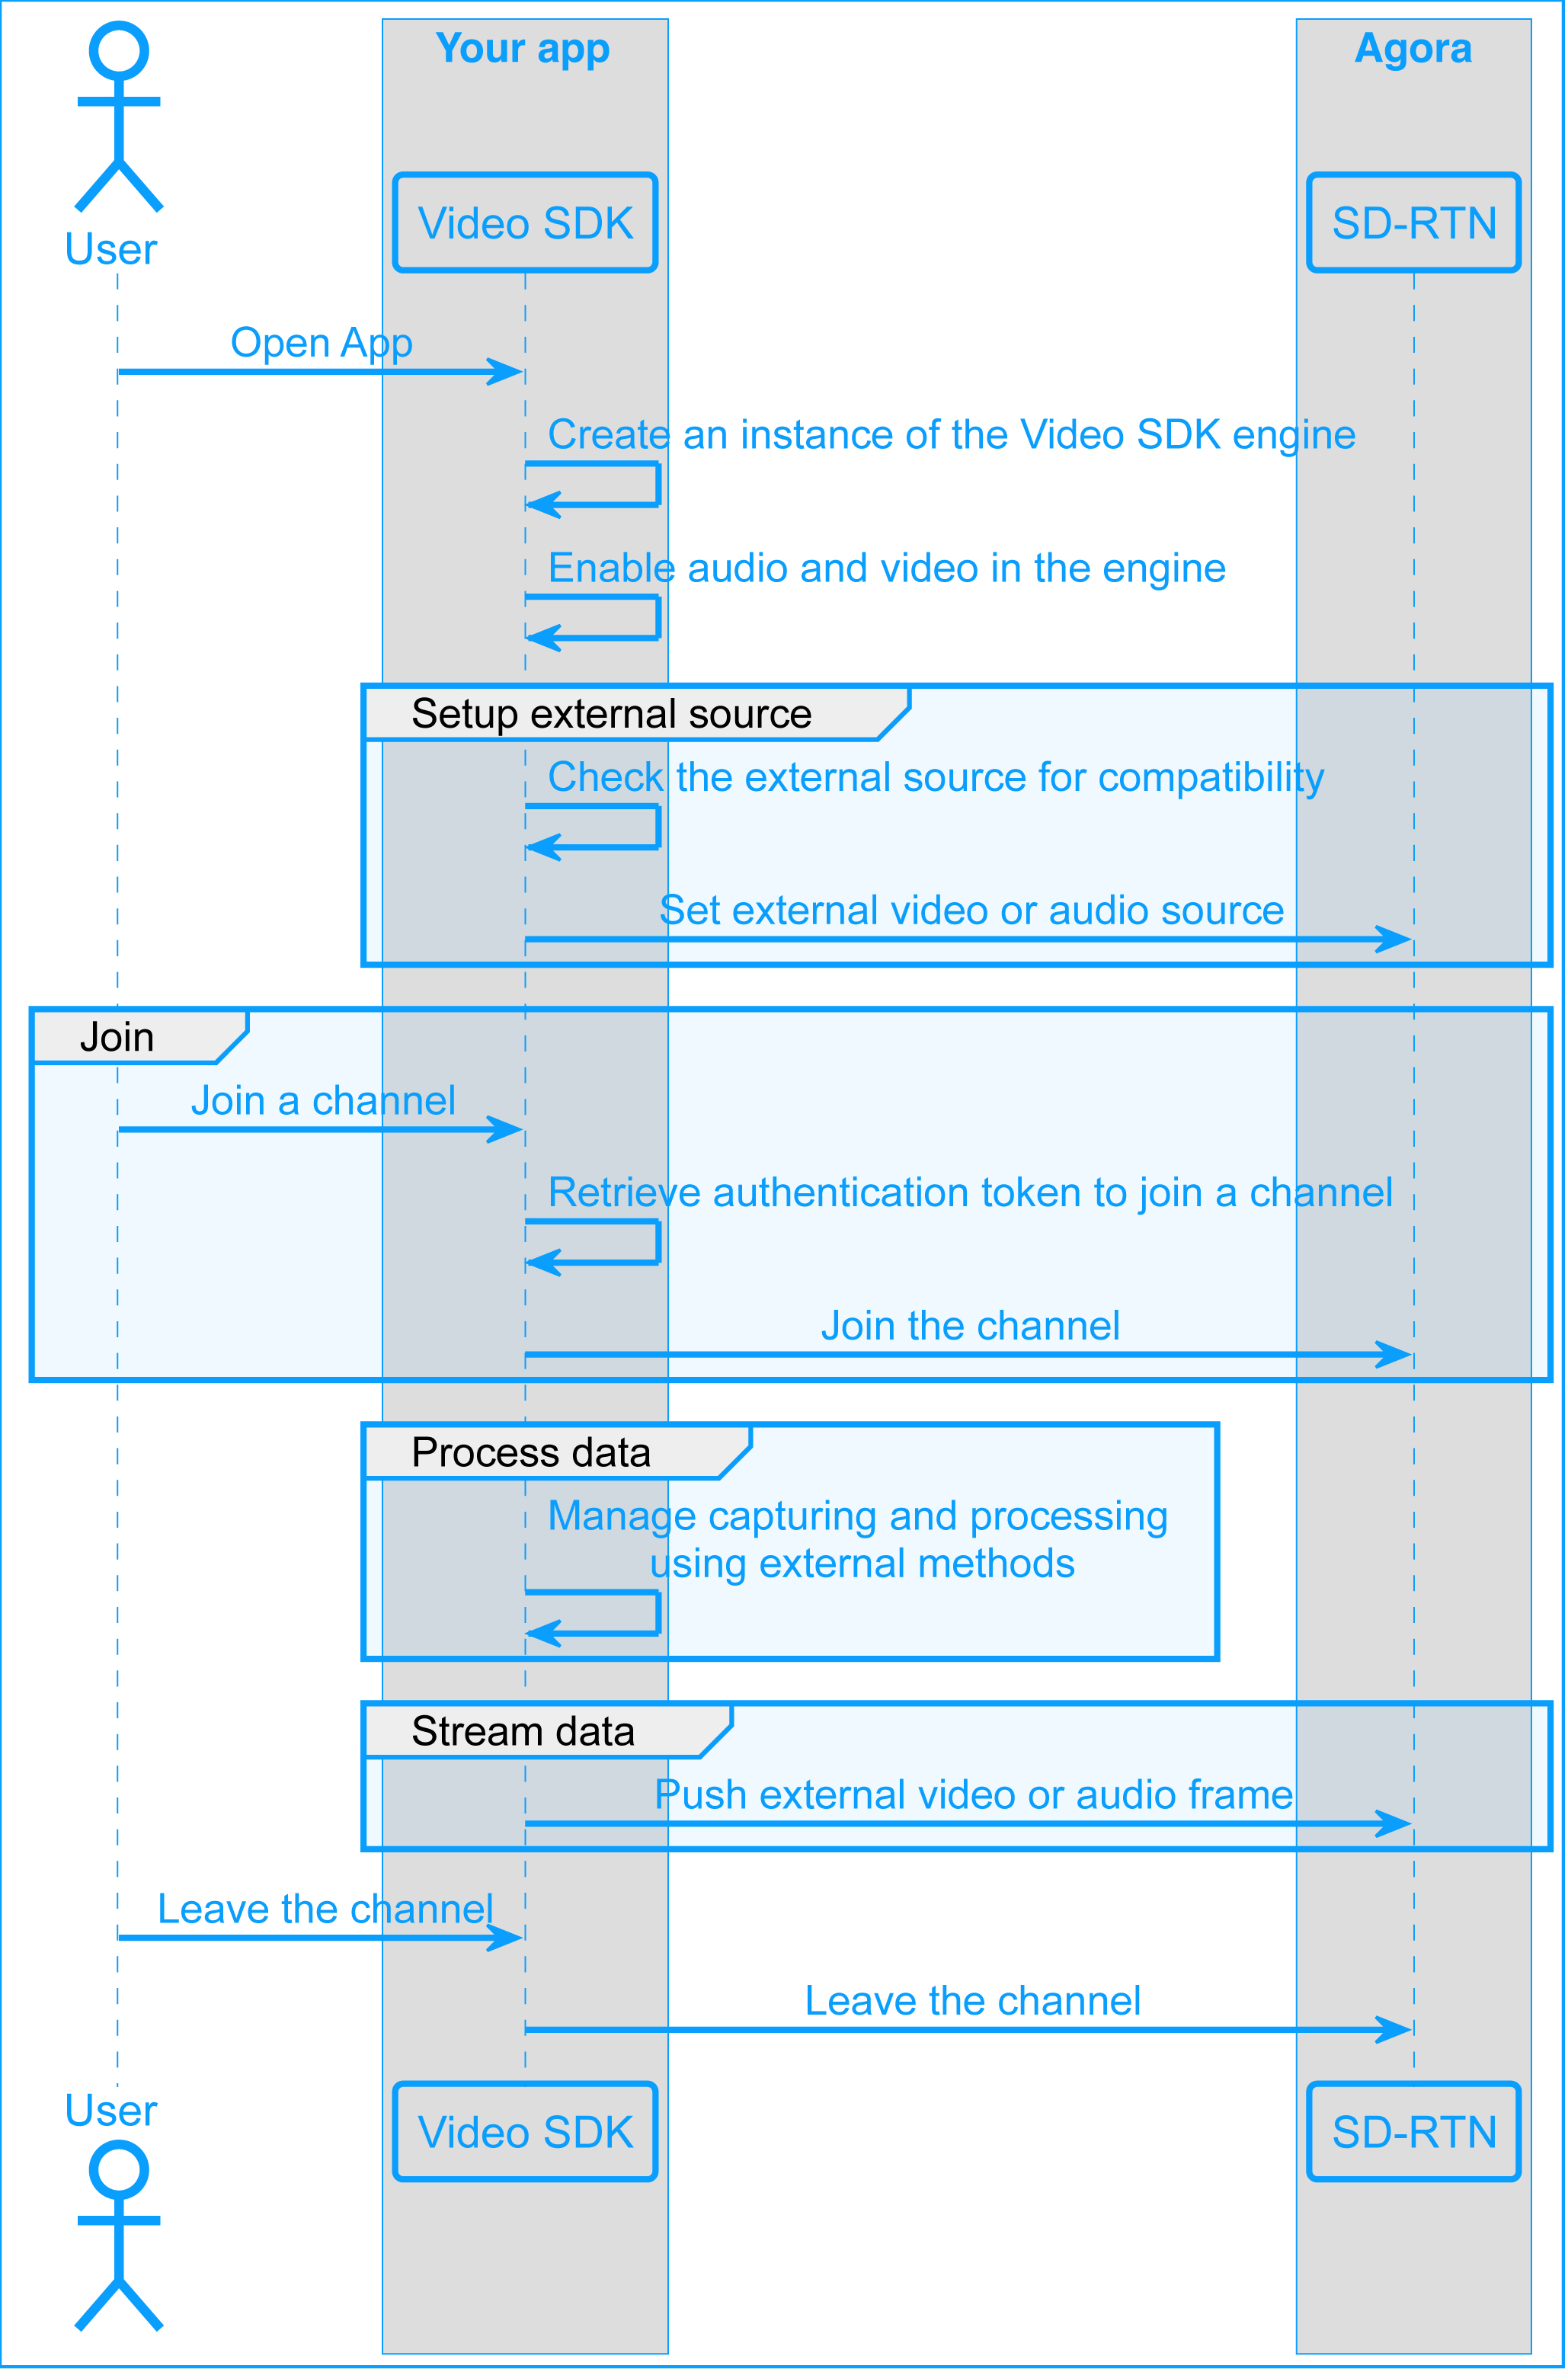 Your app
Agora
User
Video SDK
SD-RTN
Open App
Create an instance of the Video SDK engine
Enable audio and video in the engine
Setup external source
Check the external source for compatibility
Set external video or audio source
Join
Join a channel
Retrieve authentication token to join a channel
Join the channel
Process data
Manage capturing and processing
using external methods
Stream data
Push external video or audio frame
Leave the channel
Leave the channel
User
Video SDK
SD-RTN